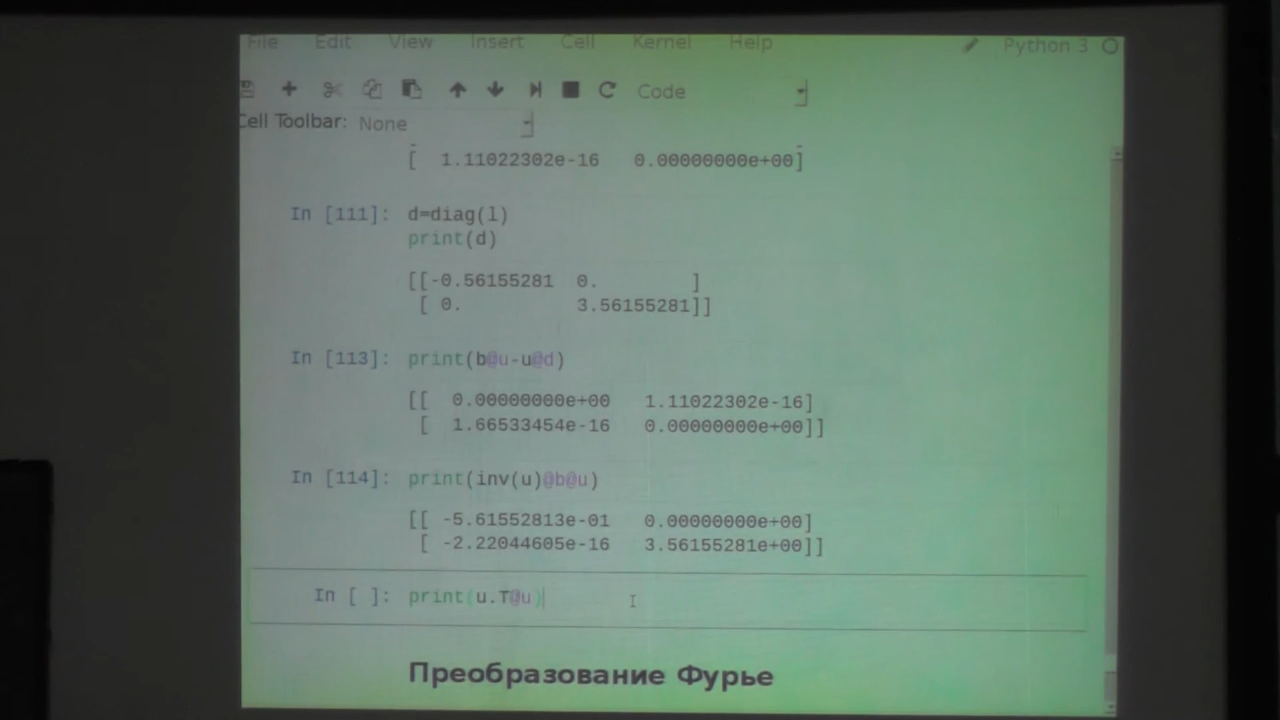 File Edit View Insert Cell Kernel Help Python 3
Code
Cell Toolbar: None
[ 1.11022302e-16 0.00000000e+00]
In [111]: d=diag(l)
print(d)
[[-0.56155281 0. ]
[ 0. 3.56155281]]
In [113]: print(b@u-u@d)
[[ 0.00000000e+00 1.11022302e-16]
[ 1.66533454e-16 0.00000000e+00]]
In [114]: print(inv(u)@b@u)
[[ -5.61552813e-01 0.00000000e+00]
[ -2.22044605e-16 3.56155281e+00]]
In [ ]: print(u.T@u)
Преобразование Фурье